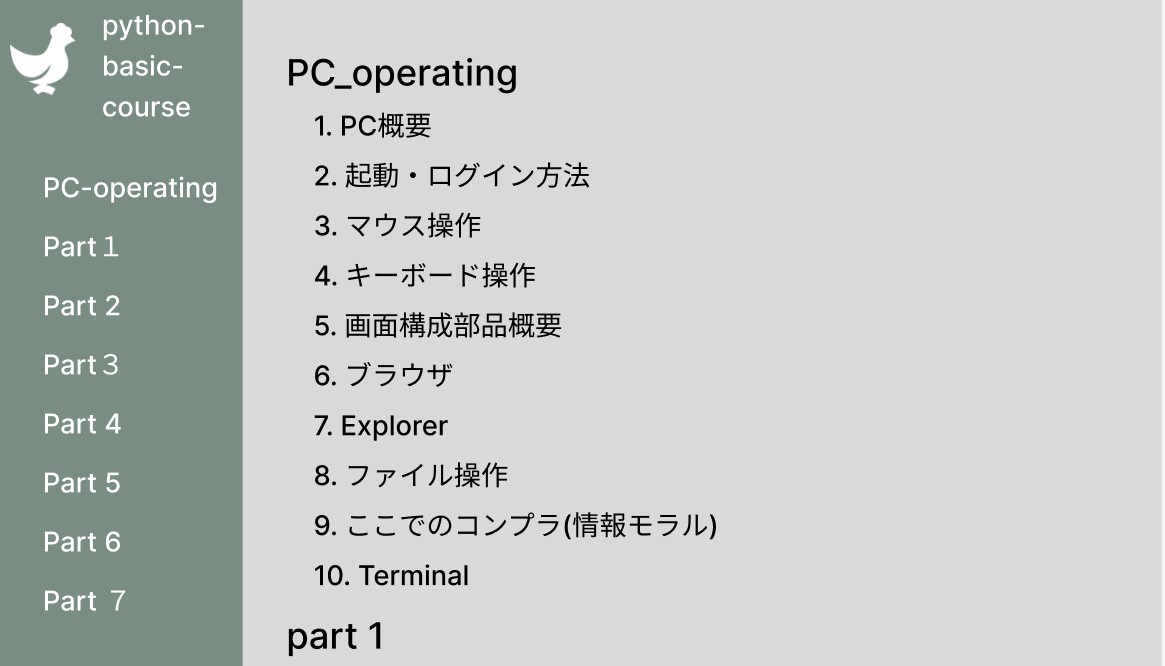 python-
basic-
course
PC-operating
Part１
Part 2
Part３
Part 4
Part 5
Part 6
Part ７
PC_operating
1. PC概要
2. 起動・ログイン方法
3. マウス操作
4. キーボード操作
5. 画面構成部品概要
6. ブラウザ
7. Explorer
8. ファイル操作
9. ここでのコンプラ(情報モラル)
10. Terminal
part 1